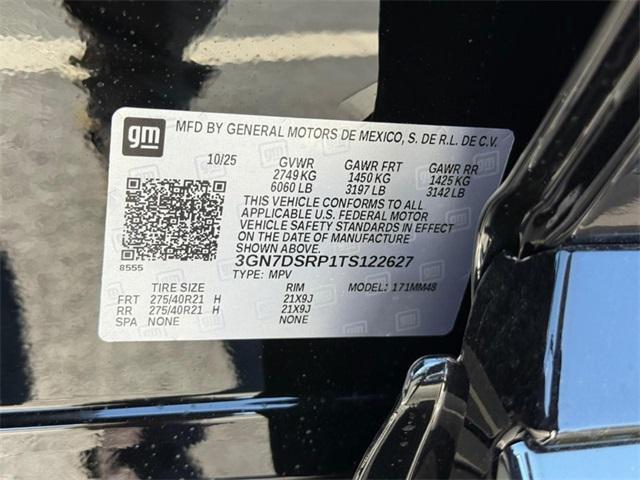 gm MFD BY GENERAL MOTORS DE MEXICO, S. DE R.L. DE C.V.
10/25 GVWR GAWR FRT GAWR RR
2749 KG 1450 KG 1425 KG
6060 LB 3197 LB 3142 LB
THIS VEHICLE CONFORMS TO ALL
APPLICABLE U.S. FEDERAL MOTOR
VEHICLE SAFETY STANDARDS IN EFFECT
ON THE DATE OF MANUFACTURE
SHOWN ABOVE.
8555 3GN7DSRP1TS122627
TYPE: MPV MODEL: 171MM48
TIRE SIZE RIM
FRT 275/40R21 H 21X9J
RR 275/40R21 H 21X9J
SPA NONE NONE